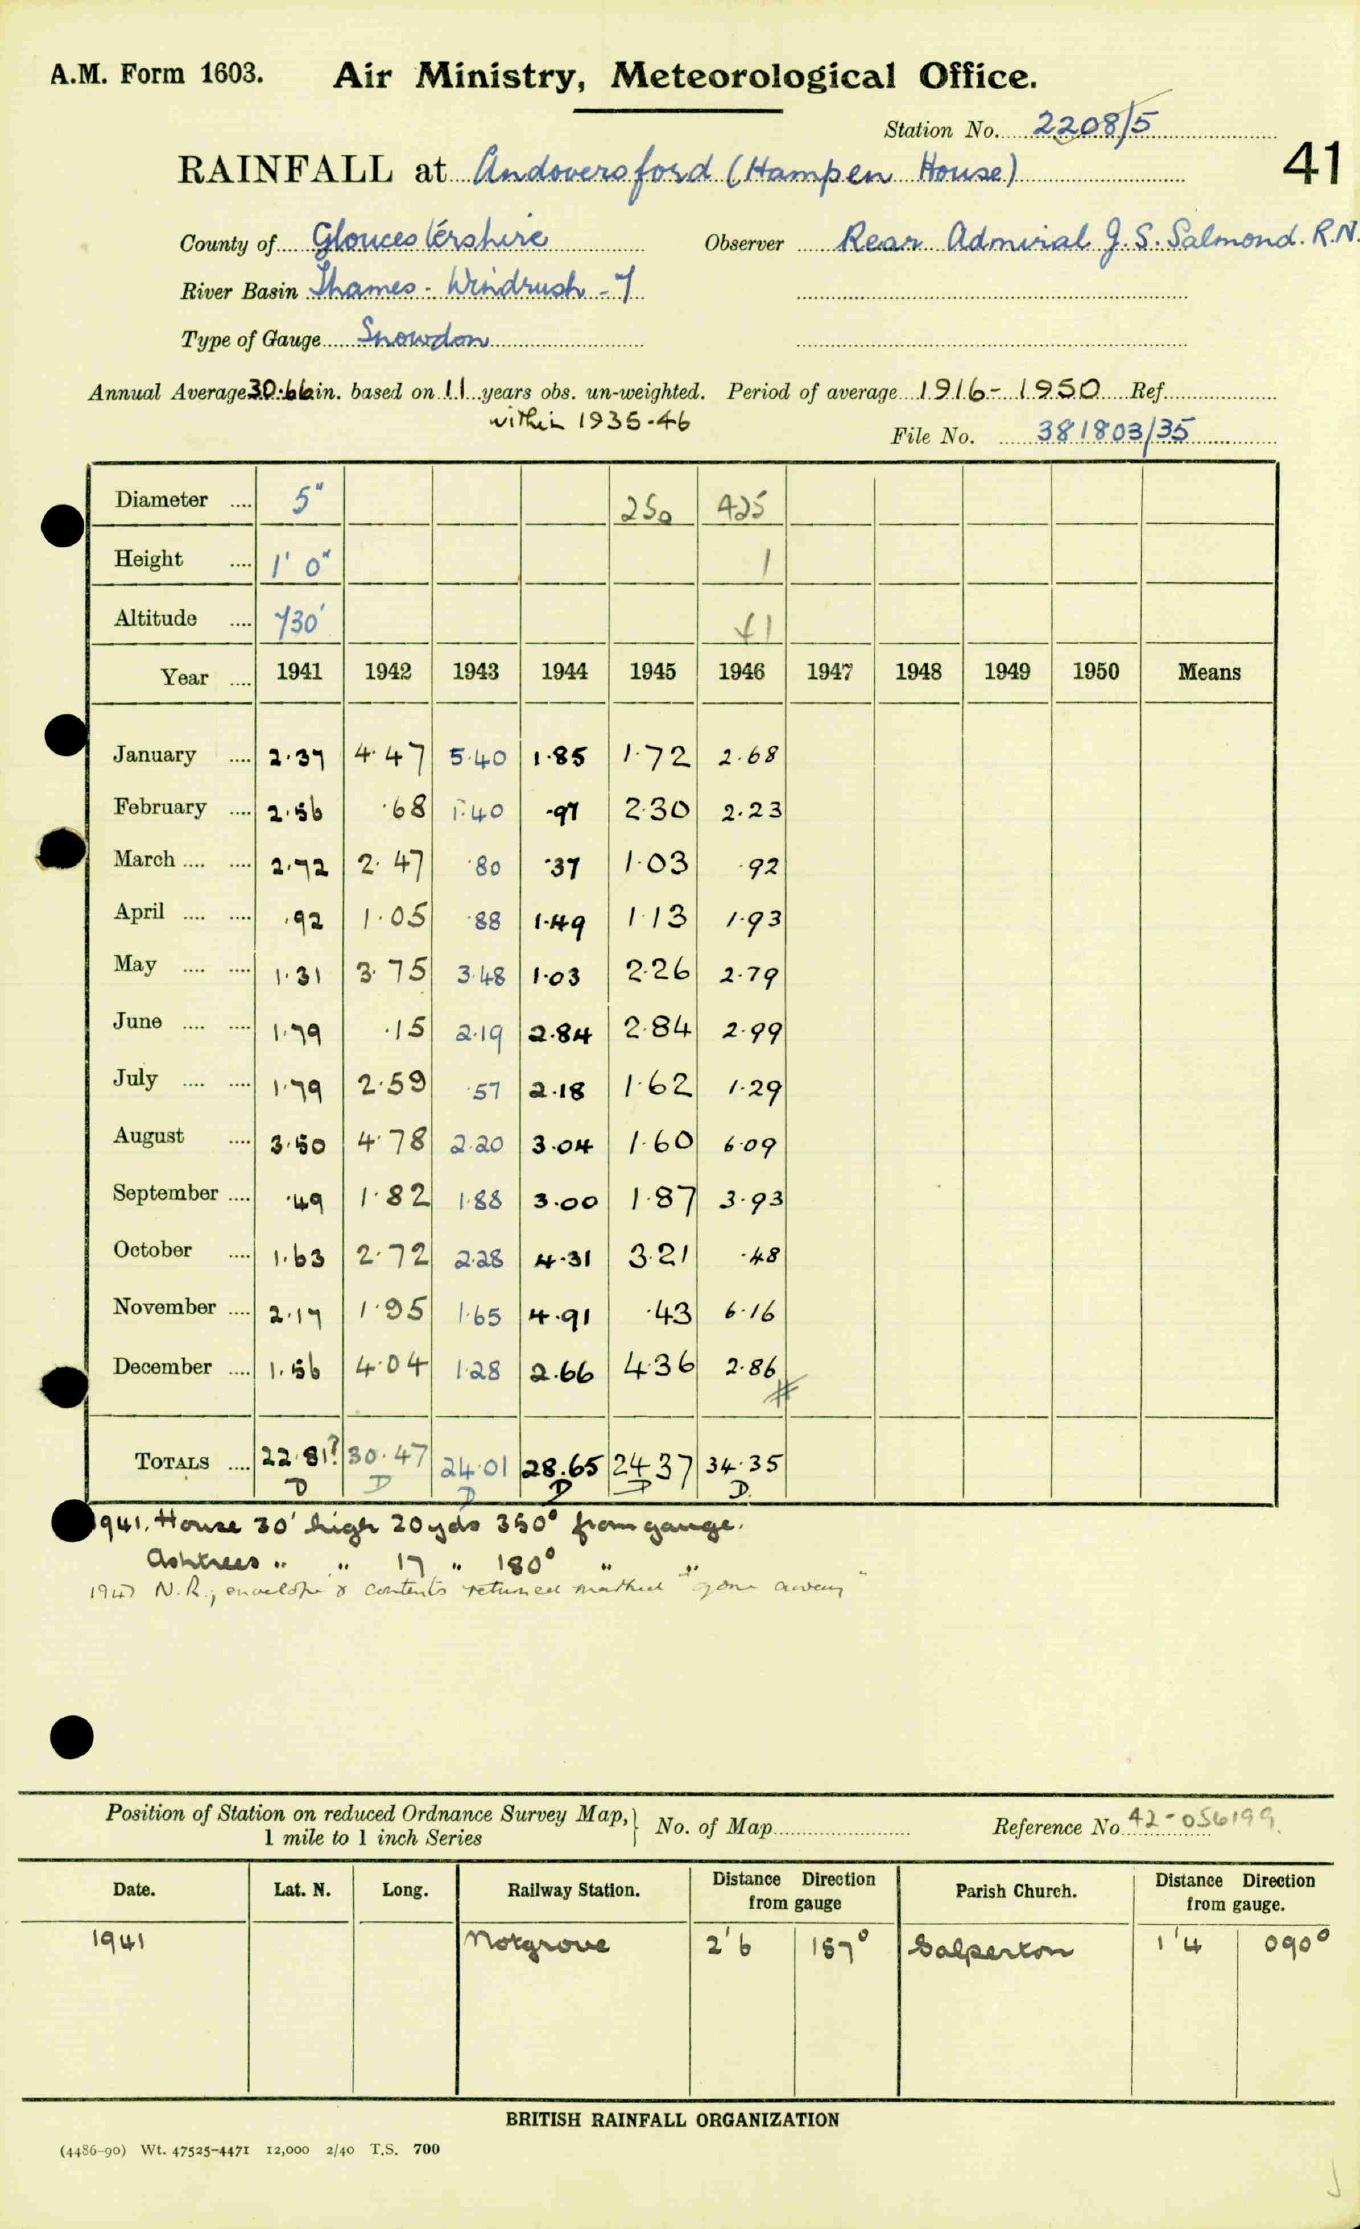 A.M. Form 1603. Air Ministry, Meteorological Office.
Station No. 2208/5
RAINFALL at Andoversford (Hampen House) 41
County of Gloucestershire Observer Rear Admiral J. S. Salmond. R.N.
River Basin Thames - Windrush - 7
Type of Gauge Snowdon
Annual Average 30.66 in. based on 11 years obs. un-weighted. Period of average 1916 - 1950 Ref.
within 1935-46
File No. 381803/35
Diameter .... 5" 250 425
Height .... 1' 0" 1
Altitude .... 730' 41
Year .... 1941 1942 1943 1944 1945 1946 1947 1948 1949 1950 Means
January .... 2.37 4.47 5.40 1.85 1.72 2.68
February .... 2.56 .68 1.40 .97 2.30 2.23
March .... .... 2.72 2.47 .80 .37 1.03 .92
April .... .... .92 1.05 .88 1.49 1.13 1.93
May .... .... 1.31 3.75 3.48 1.03 2.26 2.79
June .... .... 1.79 .15 2.19 2.84 2.84 2.99
July .... .... 1.79 2.59 .57 2.18 1.62 1.29
August .... 3.50 4.78 2.20 3.04 1.60 6.09
September .... .49 1.82 1.88 3.00 1.87 3.93
October .... 1.63 2.72 2.28 4.31 3.21 .48
November .... 2.17 1.95 1.65 4.91 .43 6.16
December .... 1.56 4.04 1.28 2.66 4.36 2.86
TOTALS .... 22.81? 30.47 24.01 28.65 24.37 34.35
D D D D D D
1941. House 30' high 20 yds 350° from gauge.
Ashtrees " " 17 " 180° " "
1947 N.R., envelope & contents returned marked "gone away"
Position of Station on reduced Ordnance Survey Map, 1 mile to 1 inch Series } No. of Map Reference No. 42-056199
Date. Lat. N. Long. Railway Station. Distance Direction from gauge Parish Church. Distance Direction from gauge.
1941 Notgrove 2'6 157° Salperton 1'4 090°
BRITISH RAINFALL ORGANIZATION
(4486-90) Wt. 47525-4471 12,000 2/40 T.S. 700